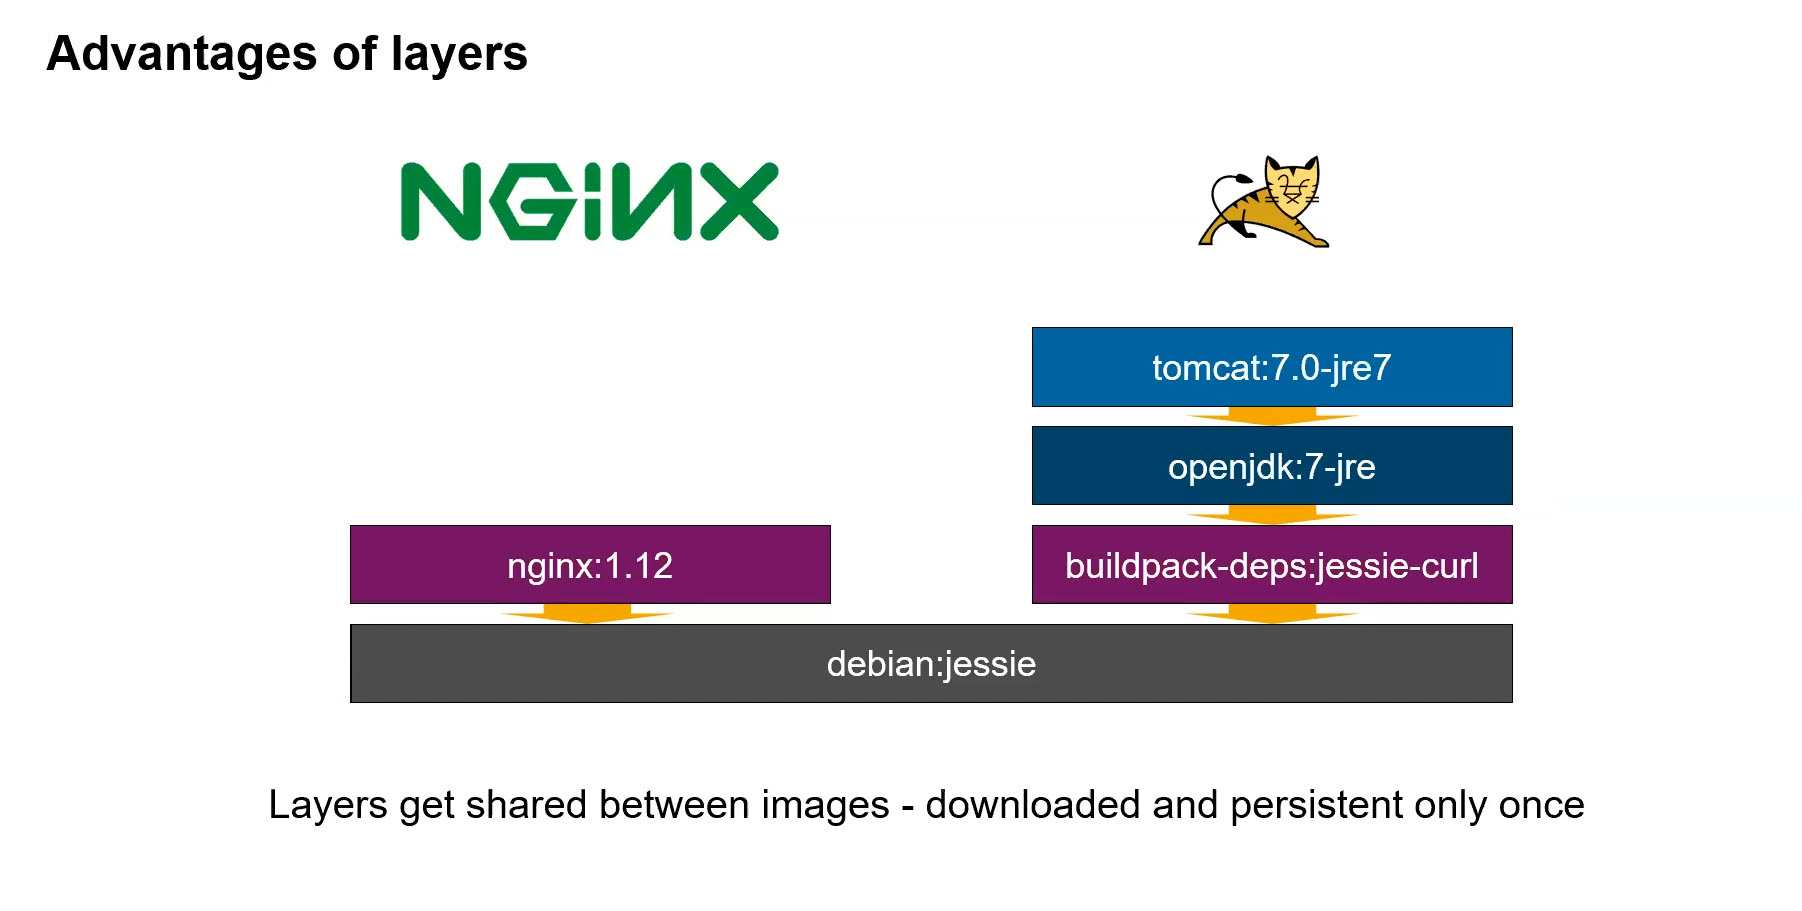 Advantages of layers
NGINX
tomcat:7.0-jre7
openjdk:7-jre
nginx:1.12
buildpack-deps:jessie-curl
debian:jessie
Layers get shared between images - downloaded and persistent only once